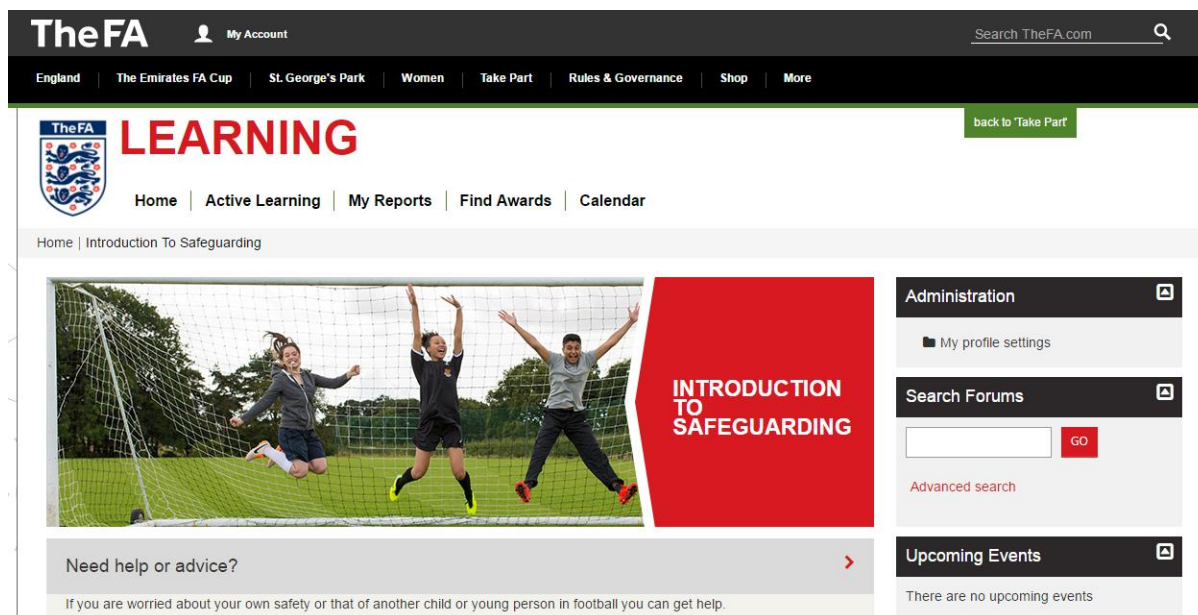 TheFA
My Account
Search TheFA.com
England
The Emirates FA Cup
St. George's Park
Women
Take Part
Rules & Governance
Shop
More
back to 'Take Part'
TheFA
LEARNING
Home
Active Learning
My Reports
Find Awards
Calendar
Home | Introduction To Safeguarding
INTRODUCTION
TO
SAFEGUARDING
Need help or advice?
If you are worried about your own safety or that of another child or young person in football you can get help.
Administration
My profile settings
Search Forums
GO
Advanced search
Upcoming Events
There are no upcoming events